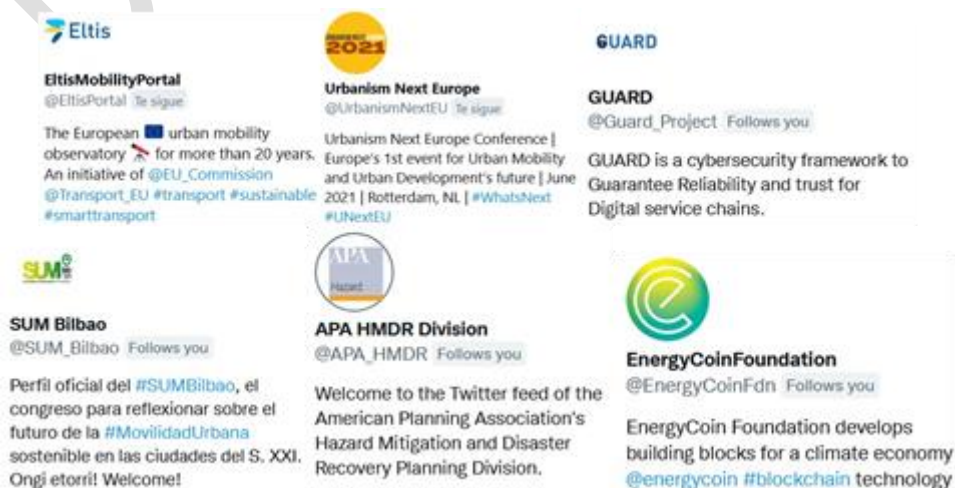 Eltis
EltisMobilityPortal
@EltisPortal Te sigue
The European urban mobility
observatory for more than 20 years.
An initiative of @EU_Commission
@Transport_EU #transport #sustainable
#smarttransport
2021
Urbanism Next Europe
@UrbanismNextEU Te sigue
Urbanism Next Europe Conference |
Europe's 1st event for Urban Mobility
and Urban Development's future | June
2021 | Rotterdam, NL | #WhatsNext
#UNextEU
GUARD
GUARD
@Guard_Project Follows you
GUARD is a cybersecurity framework to
Guarantee Reliability and trust for
Digital service chains.
SUM
SUM Bilbao
@SUM_Bilbao Follows you
Perfil oficial del #SUMBilbao, el
congreso para reflexionar sobre el
futuro de la #MovilidadUrbana
sostenible en las ciudades del S. XXI.
Ongi etorri! Welcome!
APA
Hazard
APA HMDR Division
@APA_HMDR Follows you
Welcome to the Twitter feed of the
American Planning Association's
Hazard Mitigation and Disaster
Recovery Planning Division.
EnergyCoinFoundation
@EnergyCoinFdn Follows you
EnergyCoin Foundation develops
building blocks for a climate economy
@energycoin #blockchain technology